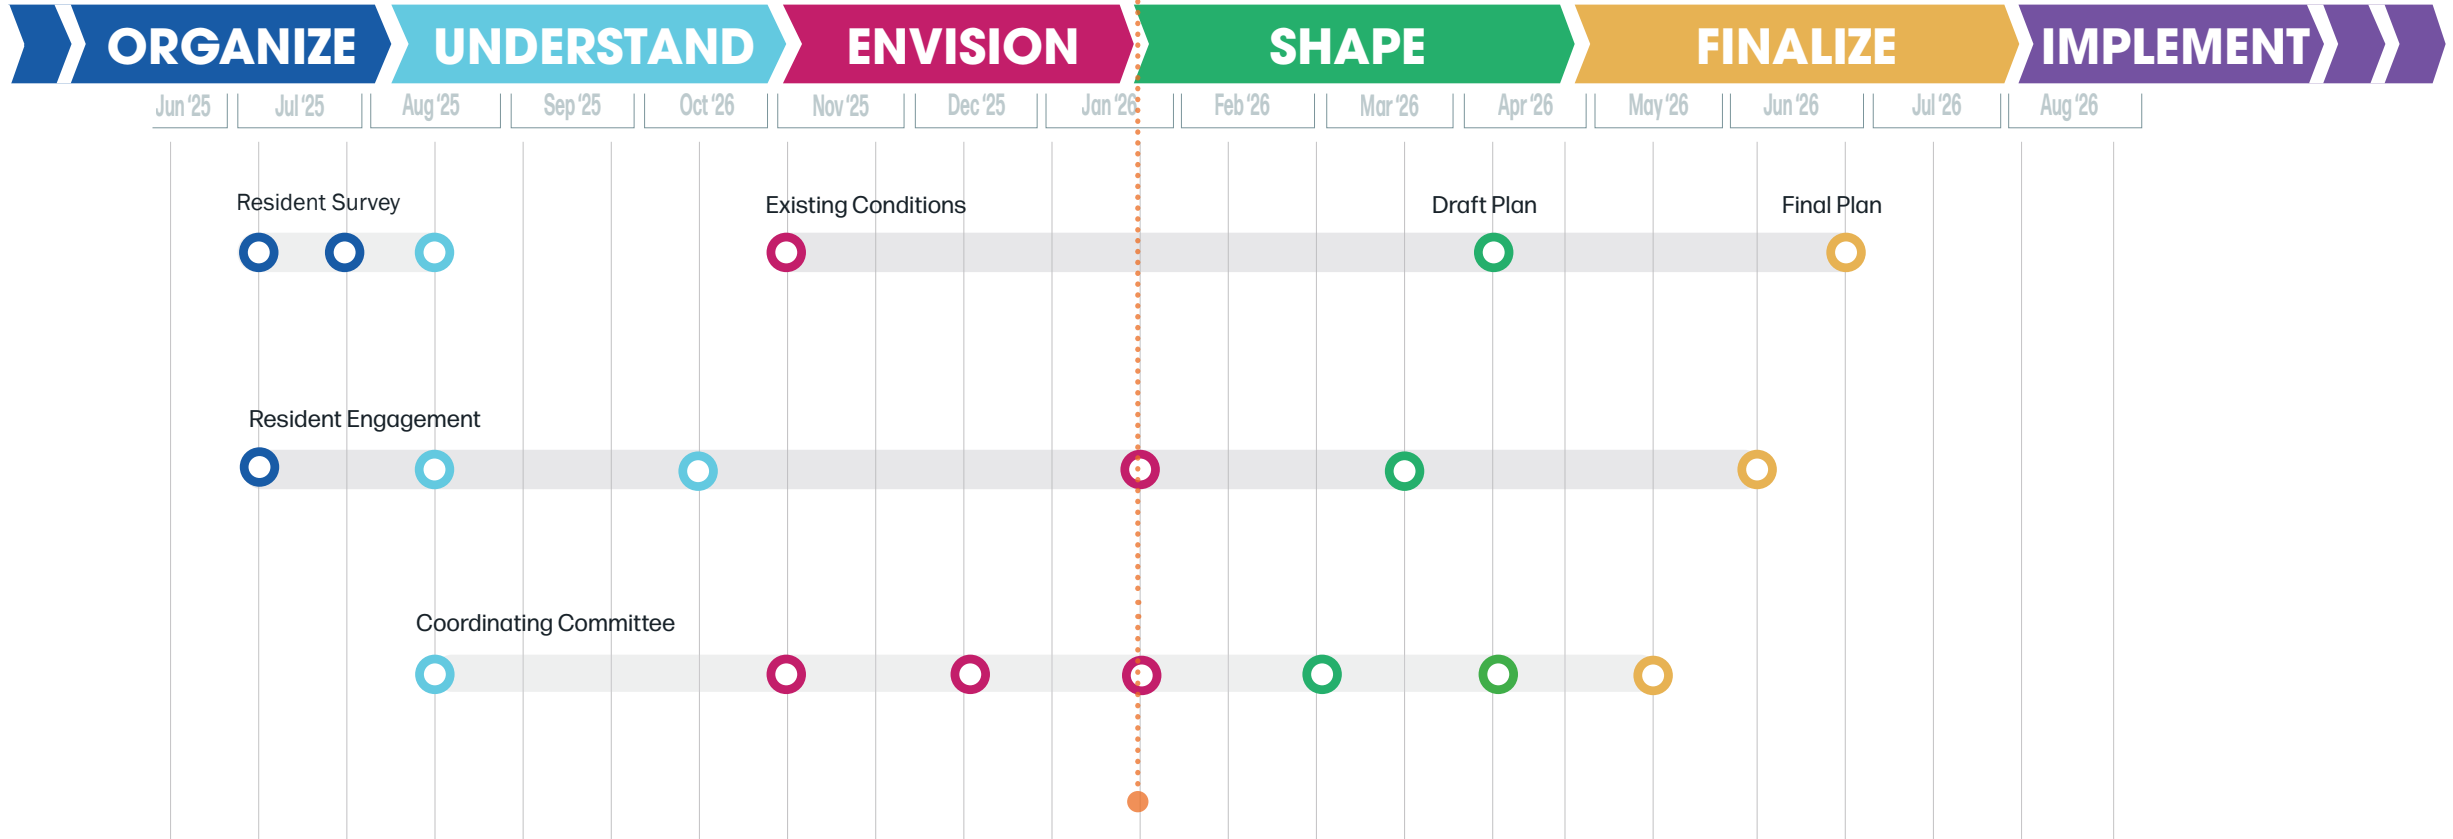 ORGANIZE UNDERSTAND ENVISION SHAPE FINALIZE IMPLEMENT
Jun ‘25 Jul ‘25 Aug ‘25 Sep ‘25 Oct ‘26 Nov ‘25 Dec ‘25 Jan ‘26 Feb ‘26 Mar ‘26 Apr ‘26 May ‘26 Jun ‘26 Jul ‘26 Aug ‘26
Resident Survey Existing Conditions Draft Plan Final Plan
Resident Engagement
Coordinating Committee